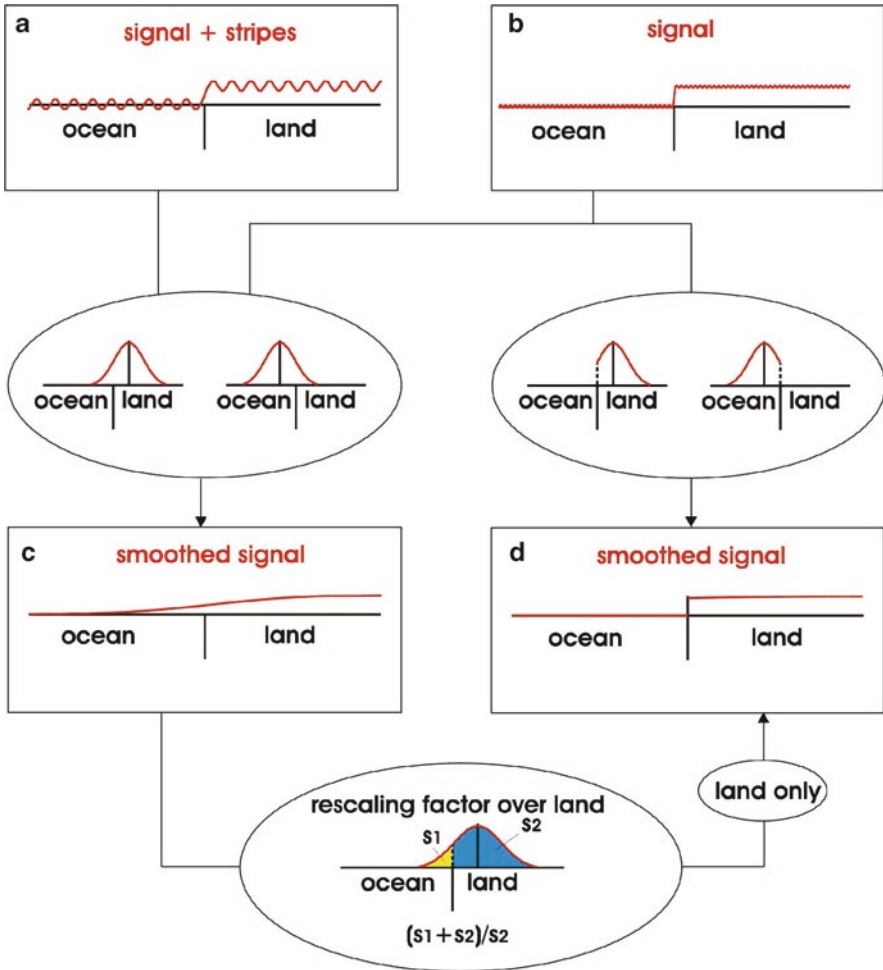 a
signal + stripes
ocean
land
b
signal
ocean
land
ocean land
ocean land
ocean land
ocean land
c
smoothed signal
ocean
land
d
smoothed signal
ocean
land
rescaling factor over land
S1
S2
ocean land
(S1+S2)/S2
land only